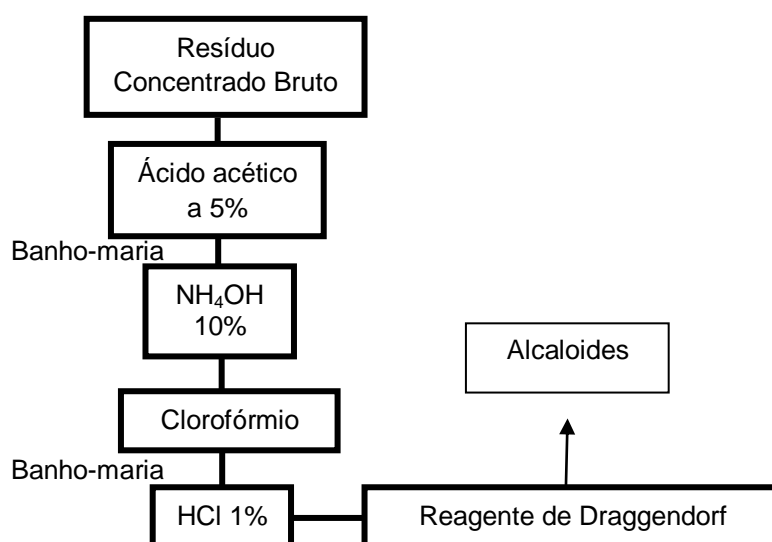 Resíduo
Concentrado Bruto
Ácido acético
a 5%
Banho-maria
NH₄OH
10%
Alcaloides
Clorofórmio
Banho-maria
HCl 1%
Reagente de Draggendorf